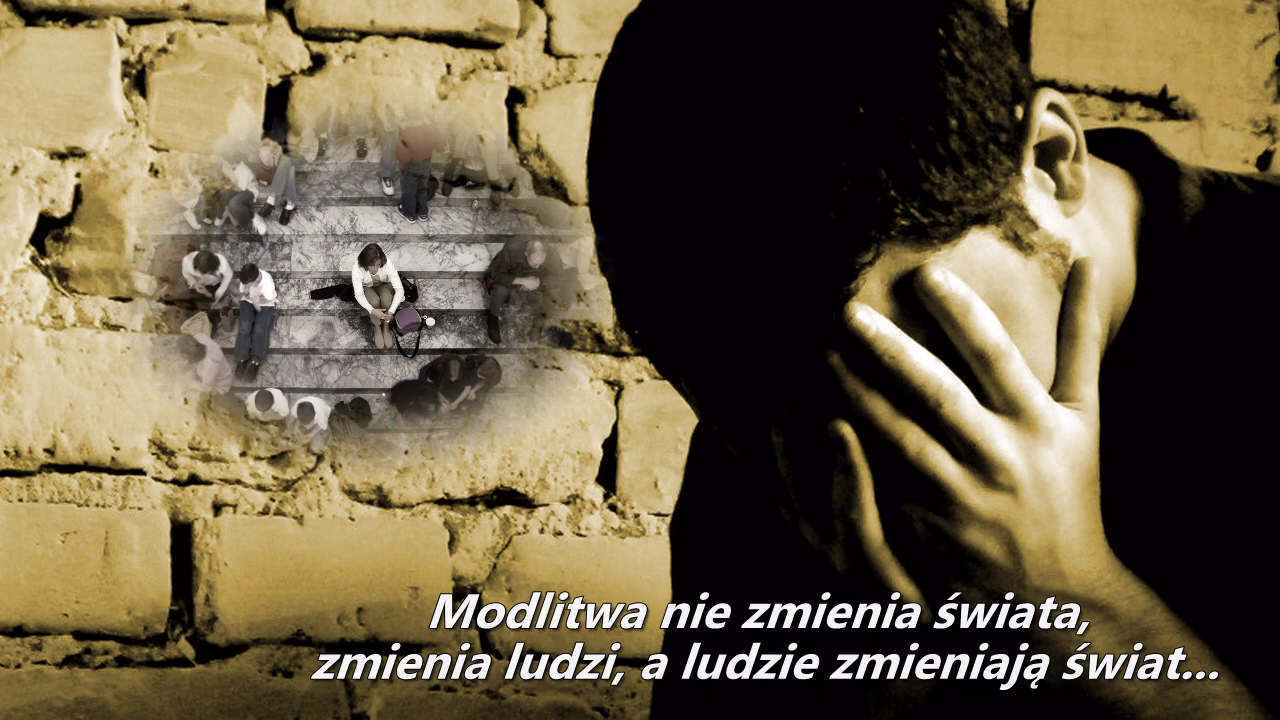 Modlitwa nie zmienia świata,
zmienia ludzi, a ludzie zmieniają świat...